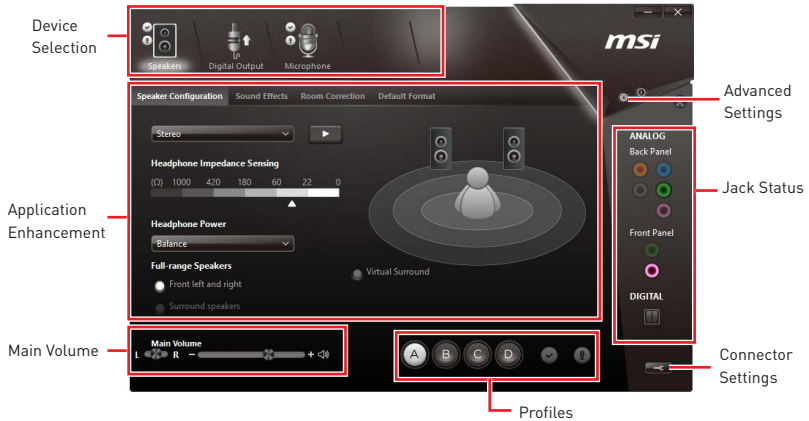 Device
Selection
msi
Speakers
Digital Output
Microphone
Advanced
Settings
Speaker Configuration
Sound Effects
Room Correction
Default Format
Stereo
Headphone Impedance Sensing
(Ω) 1000 420 180 60 22 0
Headphone Power
Balance
Full-range Speakers
Front left and right
Surround speakers
Virtual Surround
Application
Enhancement
ANALOG
Back Panel
Front Panel
DIGITAL
Jack Status
Main Volume
Main Volume
L R − +
A B C D
Profiles
Connector
Settings